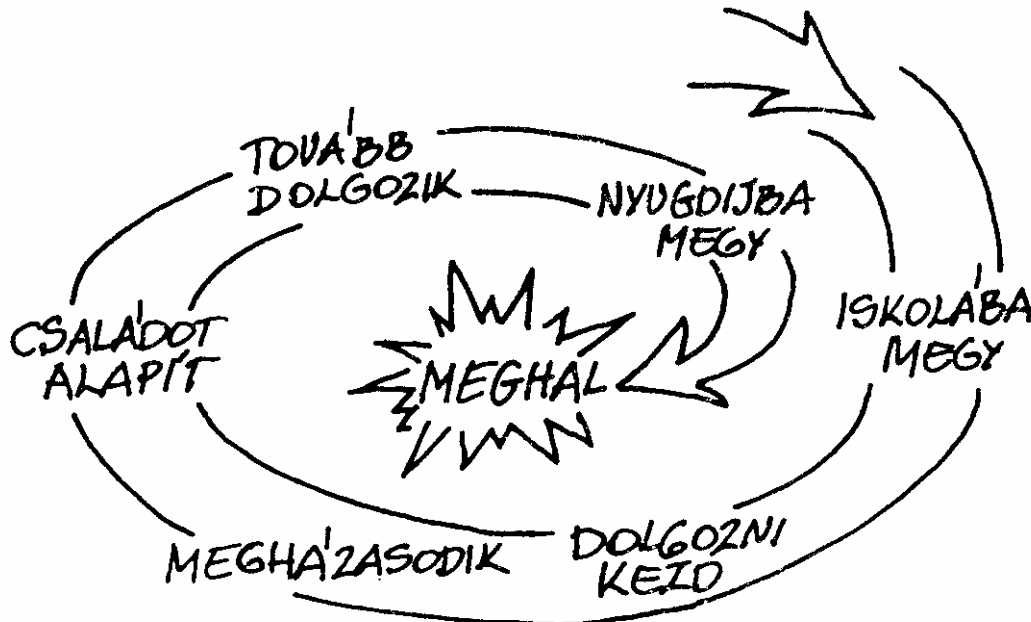 TOVÁBB
DOLGOZIK
NYUGDIJBA
MEGY
ISKOLÁBA
MEGY
CSALÁDOT
ALAPÍT
MEGHAL
MEGHÁZASODIK
DOLGOZNI
KEZD